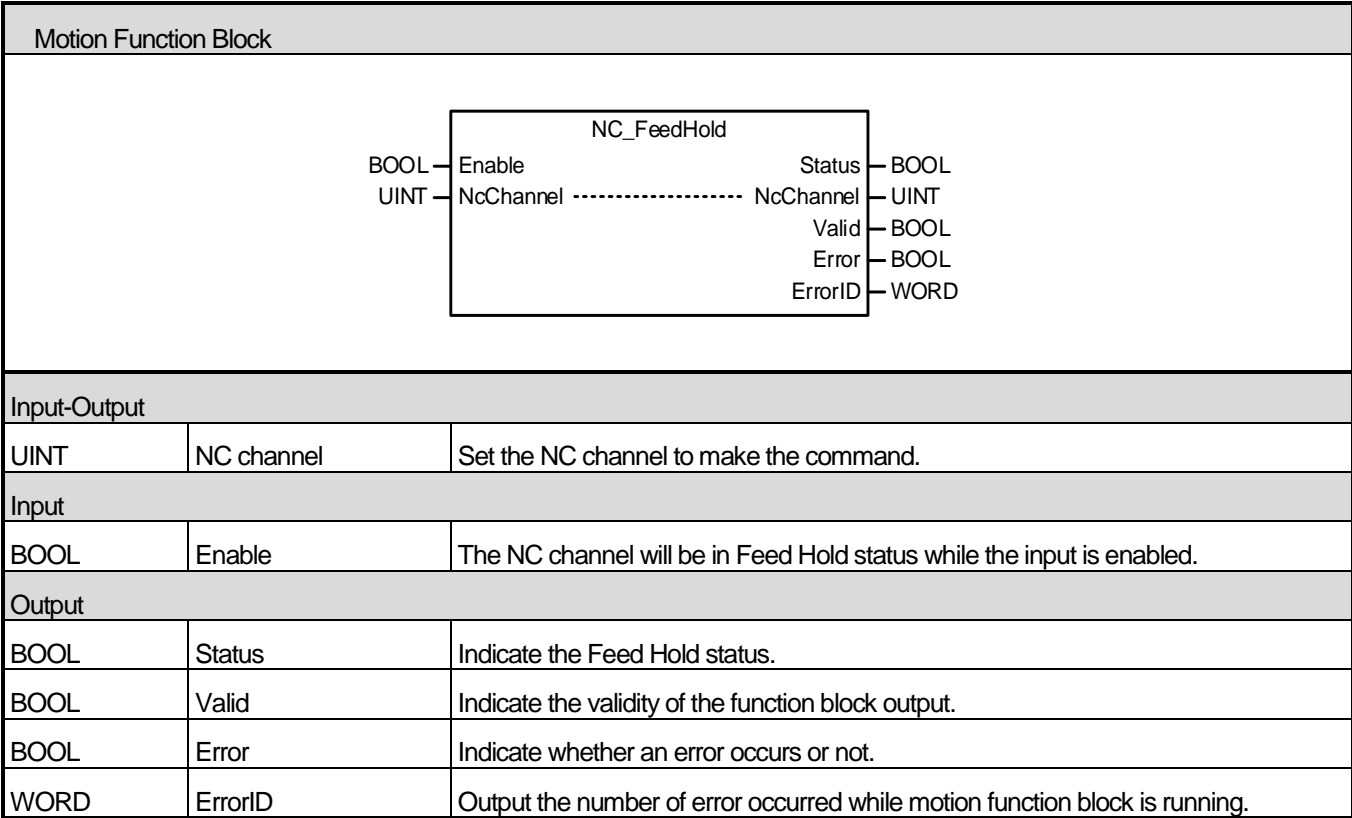 Motion Function Block
NC_FeedHold
BOOL Enable Status BOOL
UINT NcChannel NcChannel UINT
Valid BOOL
Error BOOL
ErrorID WORD
Input-Output
UINT NC channel Set the NC channel to make the command.
Input
BOOL Enable The NC channel will be in Feed Hold status while the input is enabled.
Output
BOOL Status Indicate the Feed Hold status.
BOOL Valid Indicate the validity of the function block output.
BOOL Error Indicate whether an error occurs or not.
WORD ErrorID Output the number of error occurred while motion function block is running.